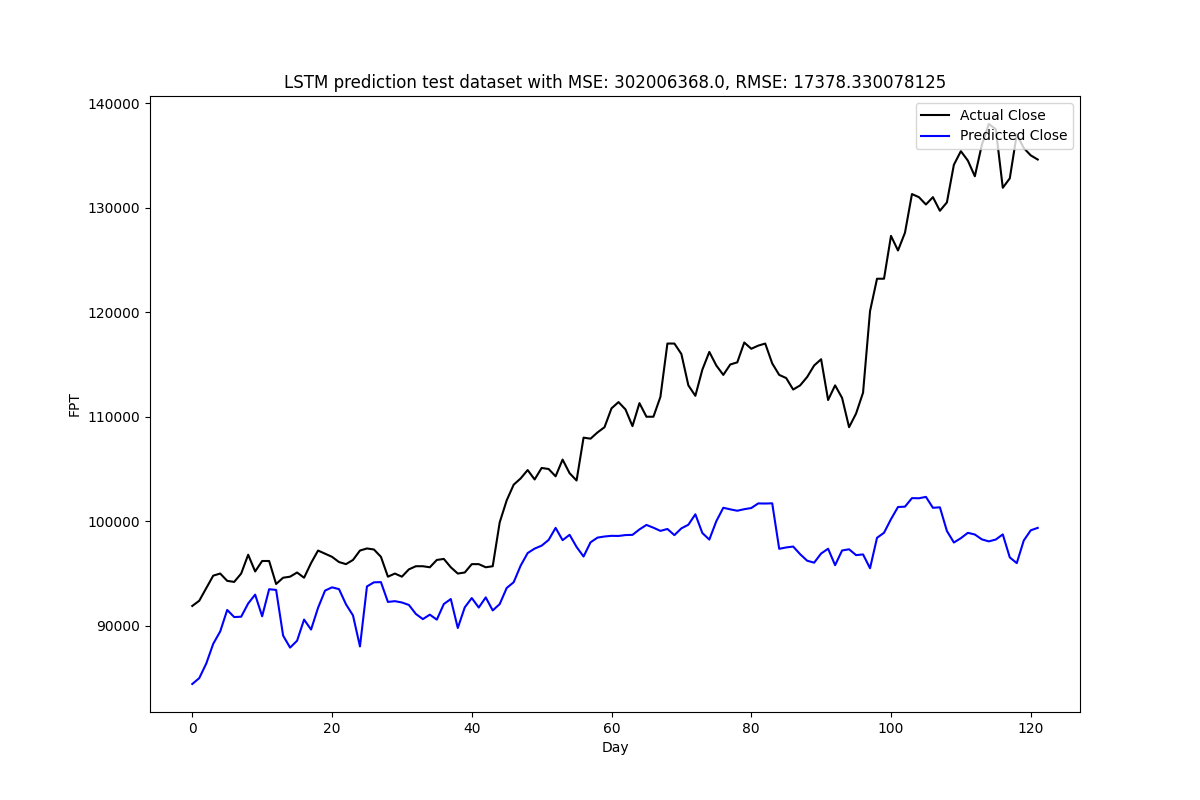 LSTM prediction test dataset with MSE: 302006368.0, RMSE: 17378.330078125
Actual Close
Predicted Close
140000
130000
120000
110000
100000
90000
FPT
0 20 40 60 80 100 120
Day